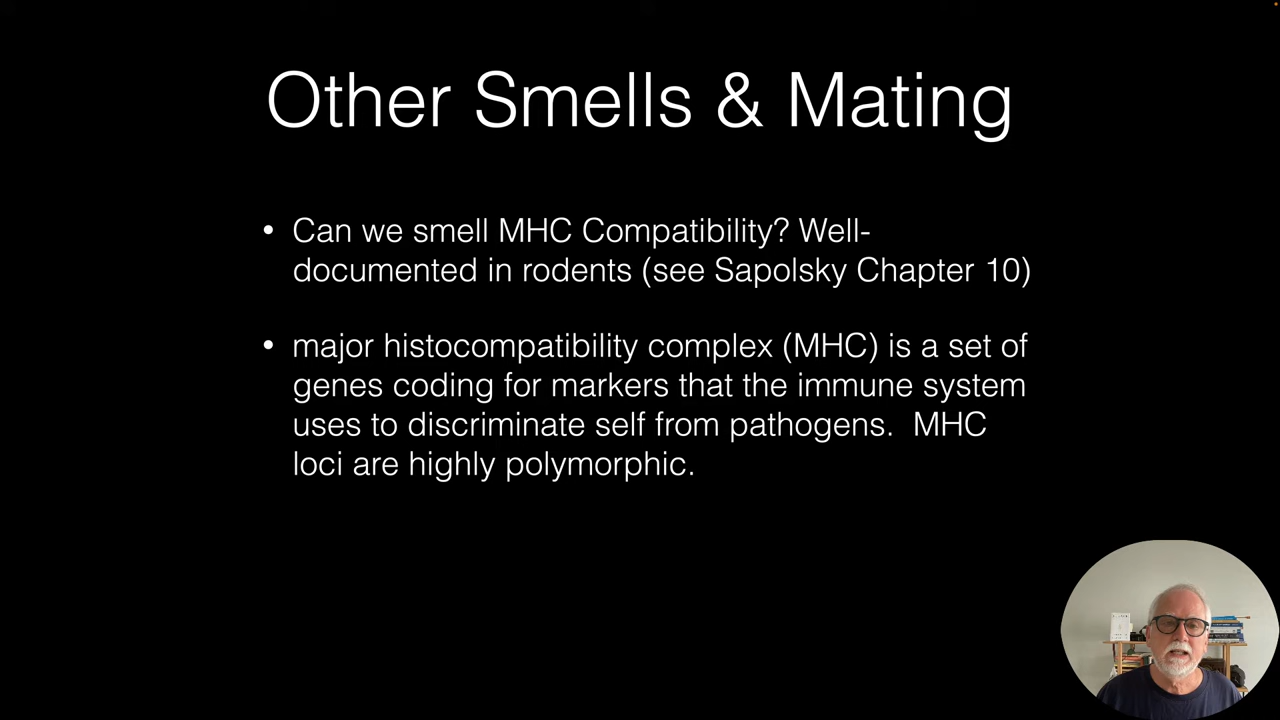 Other Smells & Mating
• Can we smell MHC Compatibility? Well-
documented in rodents (see Sapolsky Chapter 10)
• major histocompatibility complex (MHC) is a set of
genes coding for markers that the immune system
uses to discriminate self from pathogens.  MHC
loci are highly polymorphic.